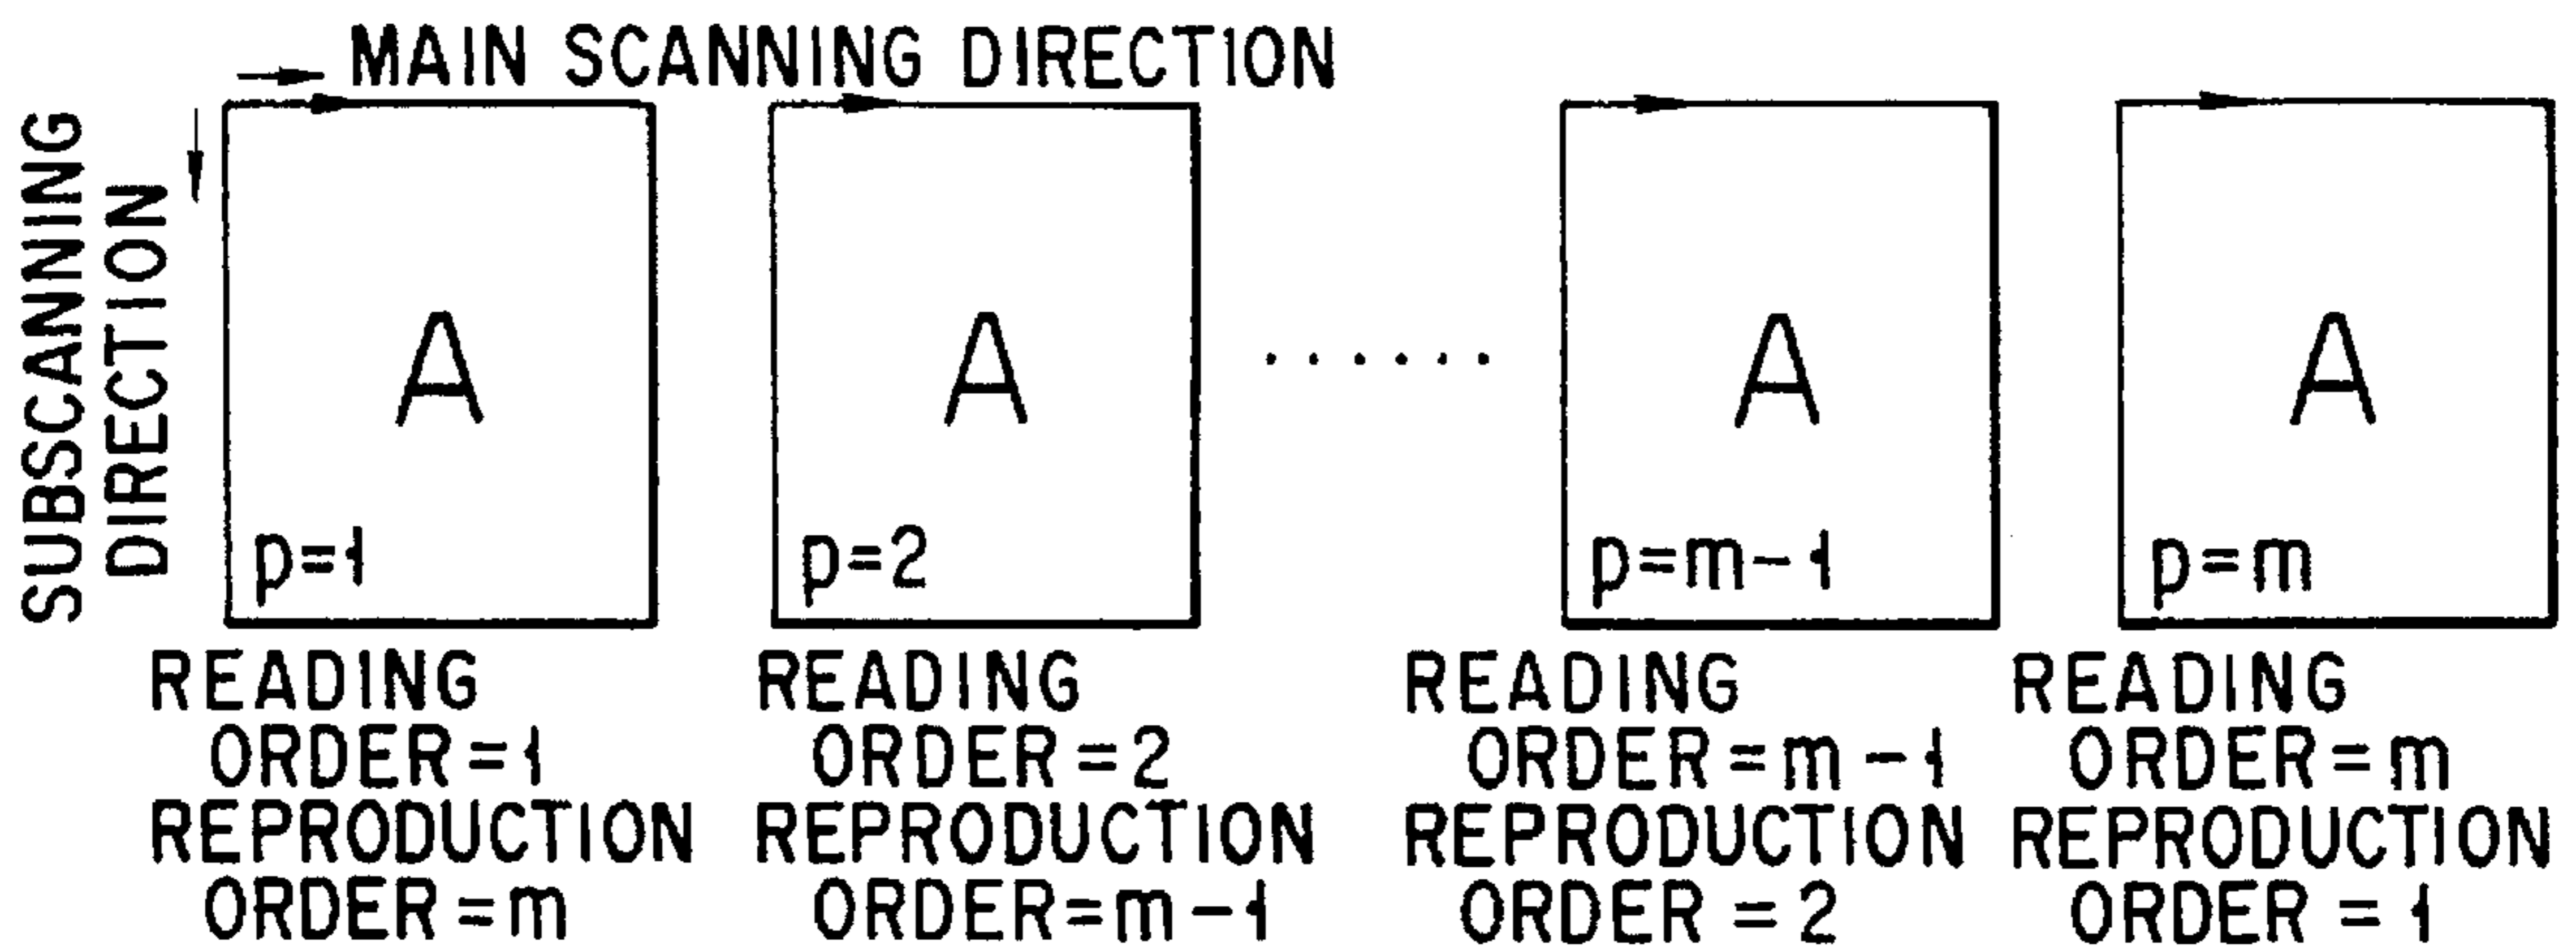 MAIN SCANNING DIRECTION
SUBSCANNING
DIRECTION
A
p=1
READING
ORDER=1
REPRODUCTION
ORDER=m
A
p=2
READING
ORDER=2
REPRODUCTION
ORDER=m-1
......
A
p=m-1
READING
ORDER=m-1
REPRODUCTION
ORDER=2
A
p=m
READING
ORDER=m
REPRODUCTION
ORDER=1